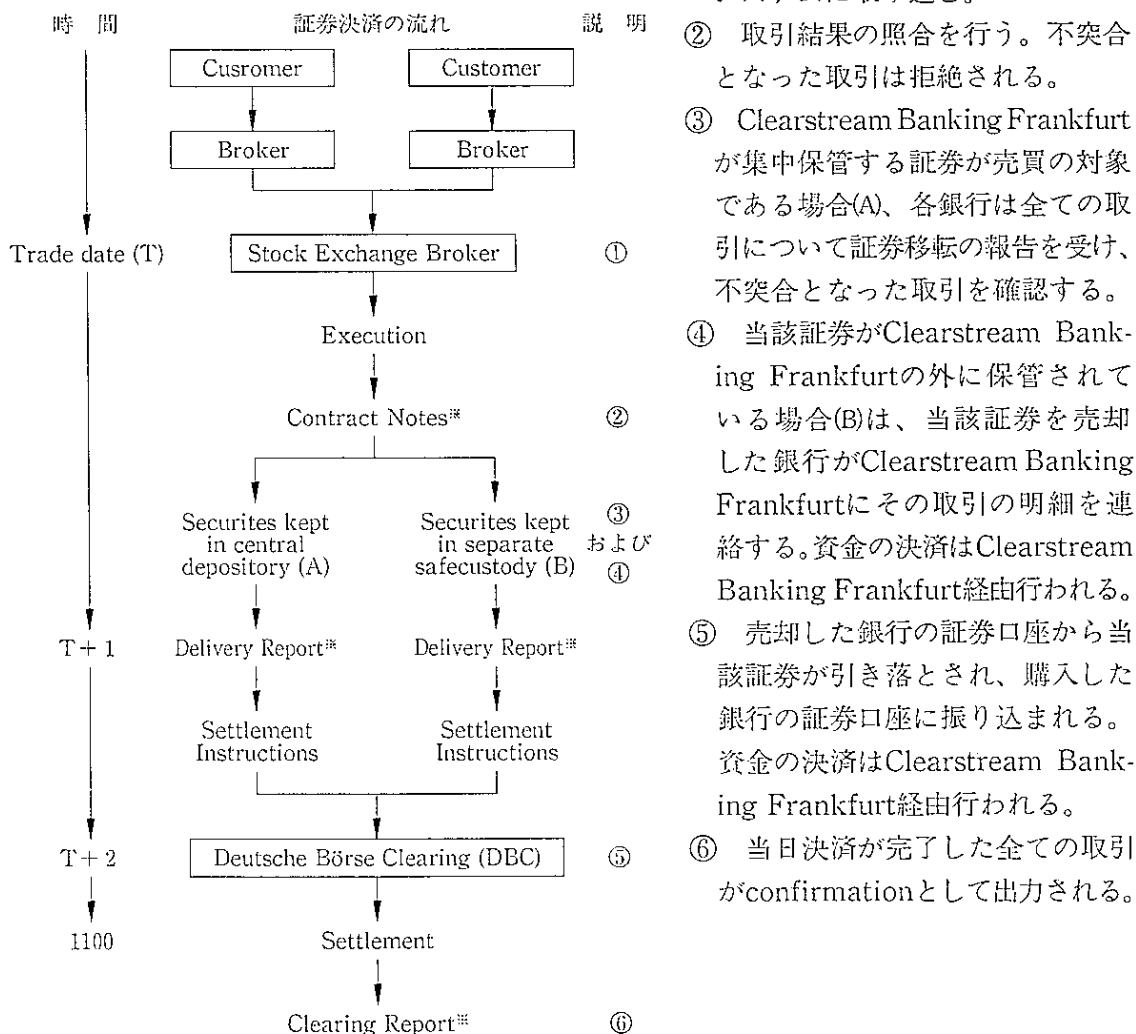 時 間
証券決済の流れ
説 明
Cusromer
Customer
Broker
Broker
Trade date (T)
Stock Exchange Broker
①
Execution
Contract Notes※
②
Securites kept
in central
depository (A)
Securites kept
in separate
safecustody (B)
③
および
④
T+1
Delivery Report※
Delivery Report※
Settlement
Instructions
Settlement
Instructions
T+2
Deutsche Börse Clearing (DBC)
⑤
1100
Settlement
Clearing Report※
⑥
② 取引結果の照合を行う。不突合
となった取引は拒絶される。
③ Clearstream Banking Frankfurt
が集中保管する証券が売買の対象
である場合(A)、各銀行は全ての取
引について証券移転の報告を受け、
不突合となった取引を確認する。
④ 当該証券がClearstream Bank-
ing Frankfurtの外に保管されて
いる場合(B)は、当該証券を売却
した銀行がClearstream Banking
Frankfurtにその取引の明細を連
絡する。資金の決済はClearstream
Banking Frankfurt経由行われる。
⑤ 売却した銀行の証券口座から当
該証券が引き落とされ、購入した
銀行の証券口座に振り込まれる。
資金の決済はClearstream Bank-
ing Frankfurt経由行われる。
⑥ 当日決済が完了した全ての取引
がconfirmationとして出力される。